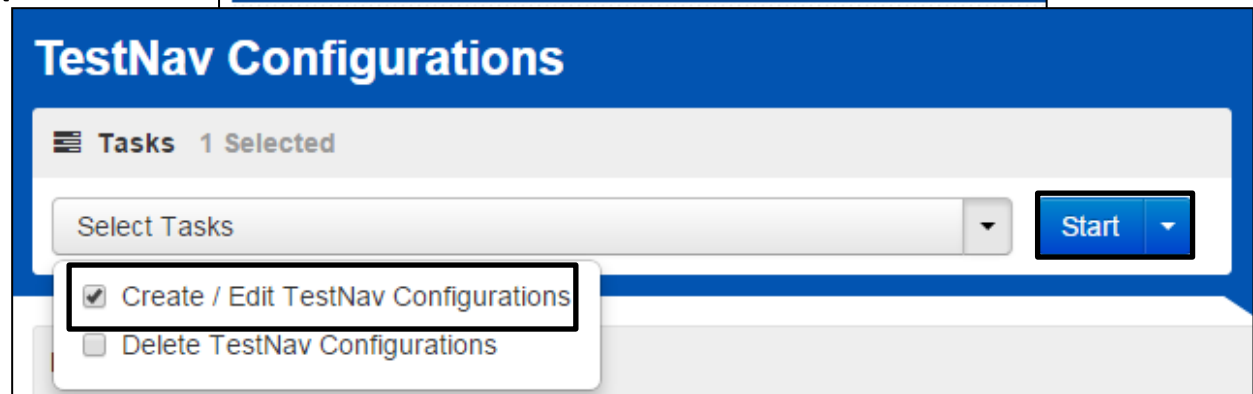 TestNav Configurations
Tasks 1 Selected
Select Tasks
Start
Create / Edit TestNav Configurations
Delete TestNav Configurations